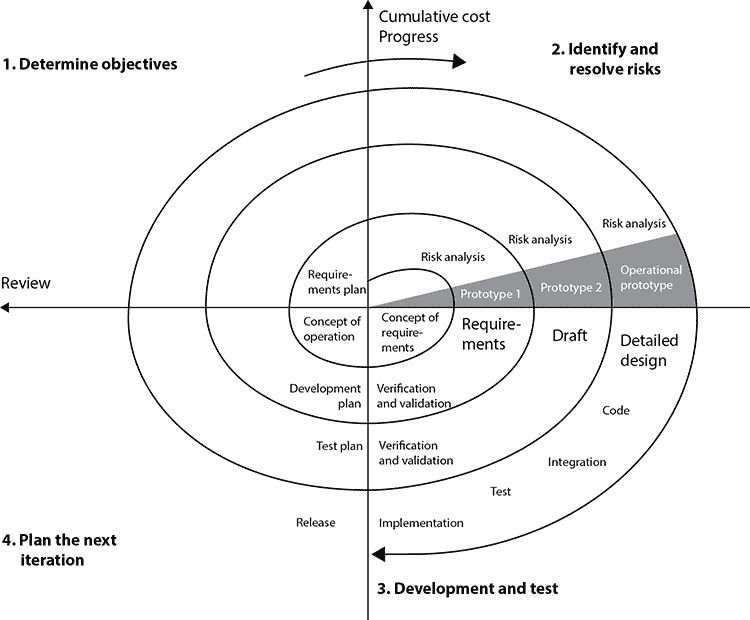 Cumulative cost
Progress
1. Determine objectives
2. Identify and
resolve risks
Risk analysis
Risk analysis
Risk analysis
Review
Require-
ments plan
Prototype 1
Prototype 2
Operational
prototype
Concept of
operation
Concept of
require-
ments
Require-
ments
Draft
Detailed
design
Development
plan
Verification
and validation
Code
Test plan
Verification
and validation
Integration
Test
Release
Implementation
4. Plan the next
iteration
3. Development and test